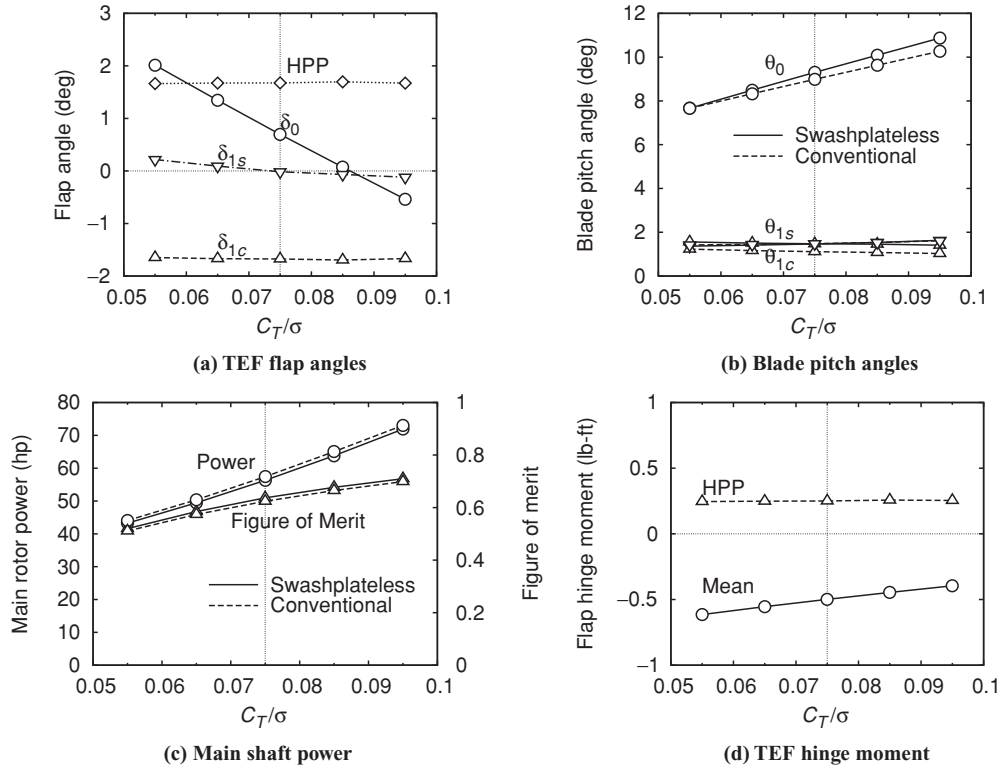 3
2
1
0
−1
−2
Flap angle (deg)
HPP
δ0
δ1s
δ1c
0.05
0.06
0.07
0.08
0.09
0.1
CT/σ
(a) TEF flap angles
12
10
8
6
4
2
0
Blade pitch angle (deg)
θ0
Swashplateless
Conventional
θ1s
θ1c
0.05
0.06
0.07
0.08
0.09
0.1
CT/σ
(b) Blade pitch angles
80
70
60
50
40
30
20
10
0
Main rotor power (hp)
Power
Figure of Merit
Swashplateless
Conventional
1
0.8
0.6
0.4
0.2
0
Figure of merit
0.05
0.06
0.07
0.08
0.09
0.1
CT/σ
(c) Main shaft power
1
0.5
0
−0.5
−1
Flap hinge moment (lb-ft)
HPP
Mean
0.05
0.06
0.07
0.08
0.09
0.1
CT/σ
(d) TEF hinge moment